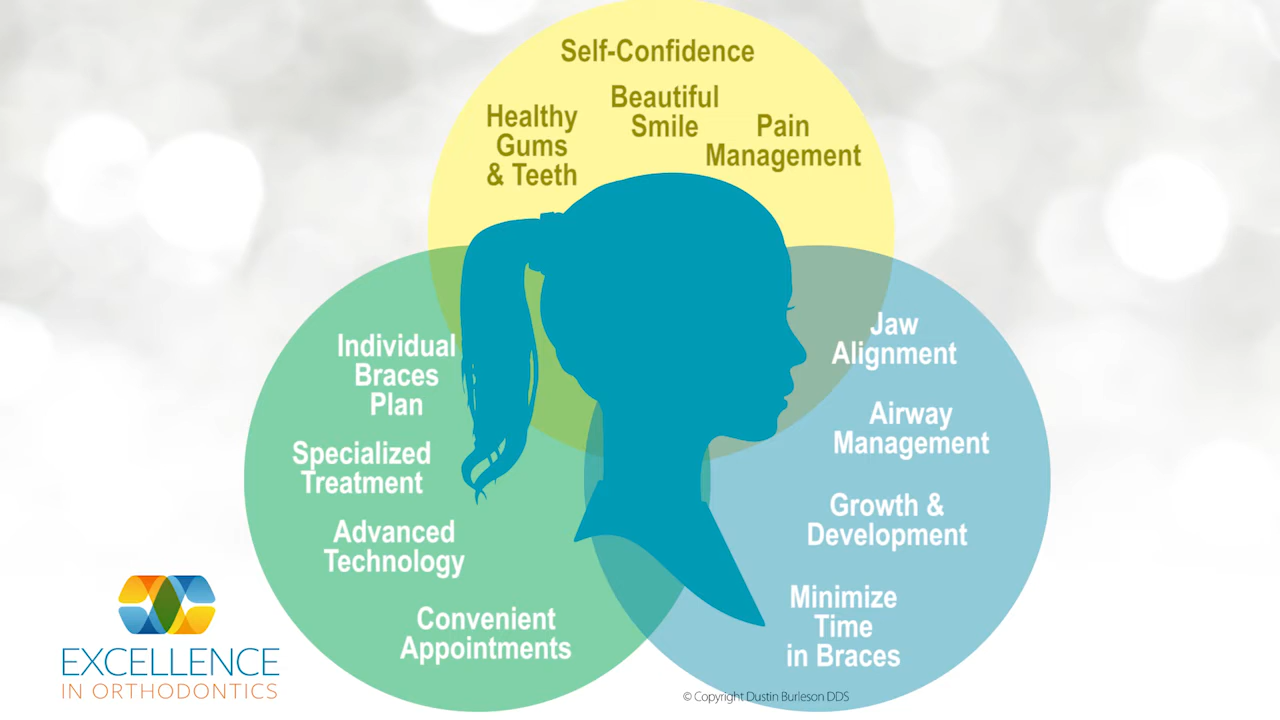 Self-Confidence
Healthy
Gums
& Teeth
Beautiful
Smile
Pain
Management
Individual
Braces
Plan
Specialized
Treatment
Advanced
Technology
Convenient
Appointments
Jaw
Alignment
Airway
Management
Growth &
Development
Minimize
Time
in Braces
EXCELLENCE
IN ORTHODONTICS
© Copyright Dustin Burleson DDS